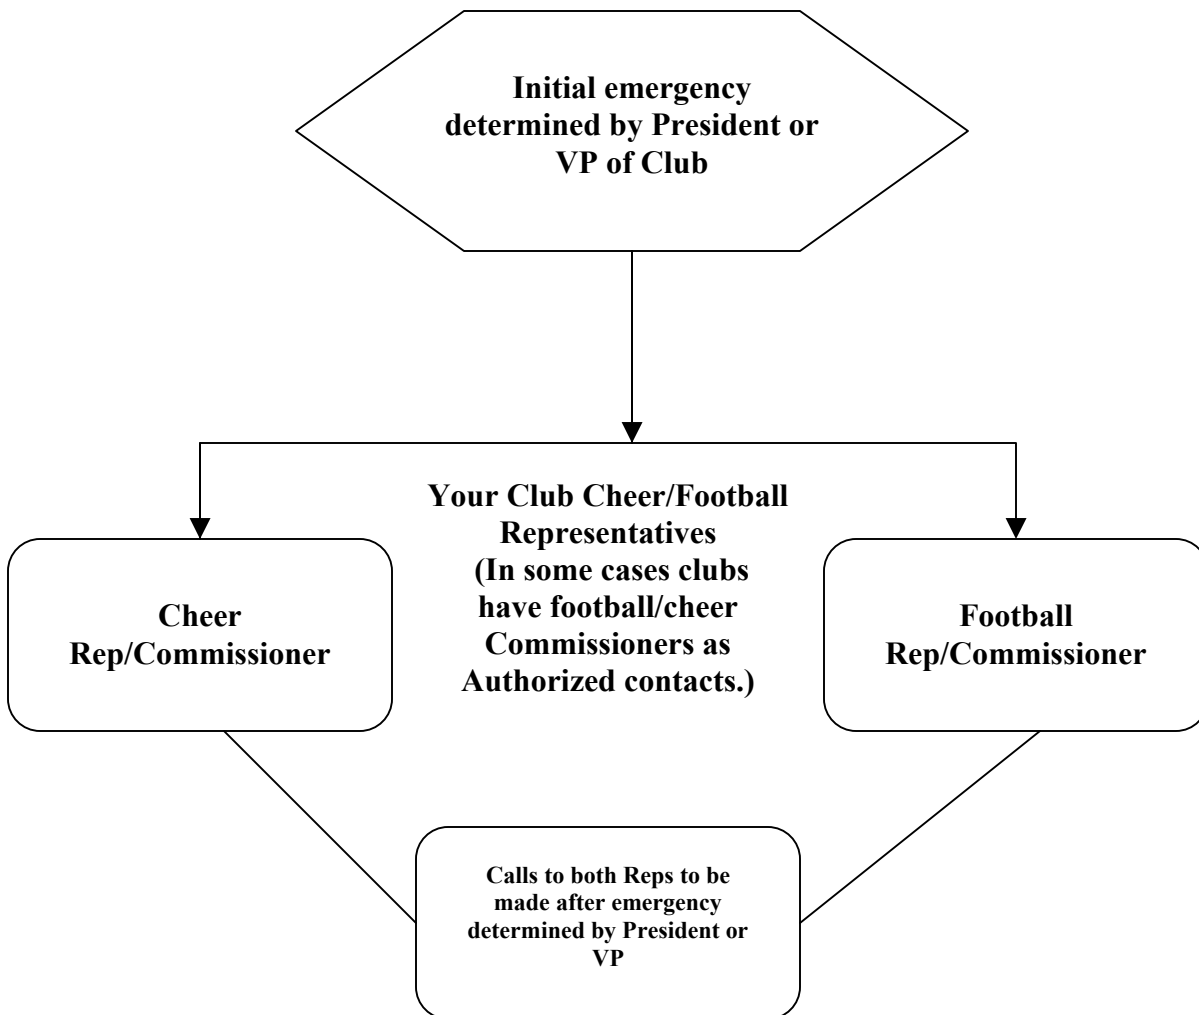 Initial emergency
determined by President or
VP of Club
Your Club Cheer/Football
Representatives
(In some cases clubs
have football/cheer
Commissioners as
Authorized contacts.)
Cheer
Rep/Commissioner
Football
Rep/Commissioner
Calls to both Reps to be
made after emergency
determined by President or
VP